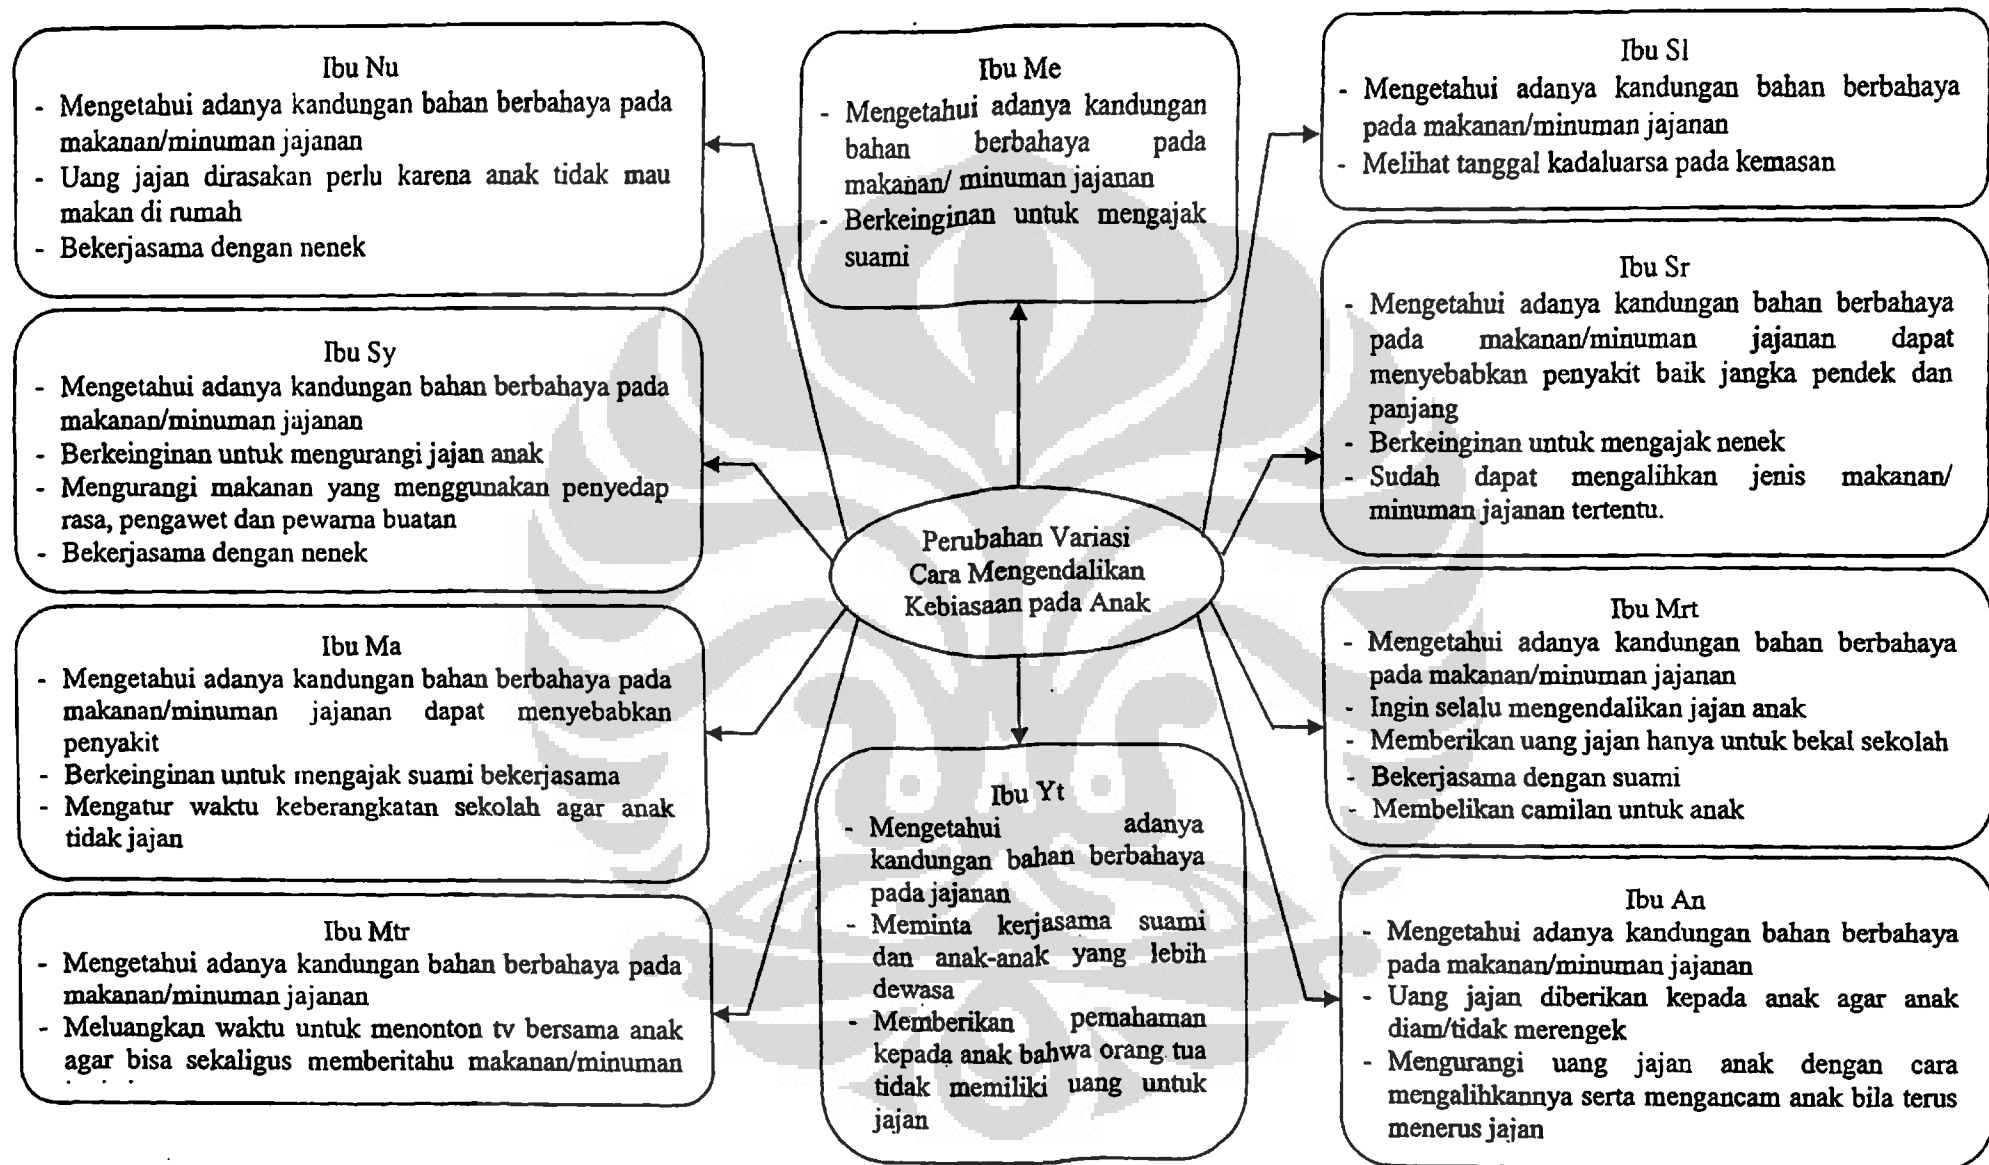 Ibu Nu
- Mengetahui adanya kandungan bahan berbahaya pada
makanan/minuman jajanan
- Uang jajan dirasakan perlu karena anak tidak mau
makan di rumah
- Bekerjasama dengan nenek
Ibu Sy
- Mengetahui adanya kandungan bahan berbahaya pada
makanan/minuman jajanan
- Berkeinginan untuk mengurangi jajan anak
- Mengurangi makanan yang menggunakan penyedap
rasa, pengawet dan pewarna buatan
- Bekerjasama dengan nenek
Ibu Ma
- Mengetahui adanya kandungan bahan berbahaya pada
makanan/minuman jajanan dapat menyebabkan
penyakit
- Berkeinginan untuk mengajak suami bekerjasama
- Mengatur waktu keberangkatan sekolah agar anak
tidak jajan
Ibu Mtr
- Mengetahui adanya kandungan bahan berbahaya pada
makanan/minuman jajanan
- Meluangkan waktu untuk menonton tv bersama anak
agar bisa sekaligus memberitahu makanan/minuman
Ibu Me
- Mengetahui adanya kandungan
bahan berbahaya pada
makanan/ minuman jajanan
- Berkeinginan untuk mengajak
suami
Perubahan Variasi
Cara Mengendalikan
Kebiasaan pada Anak
Ibu Yt
- Mengetahui adanya
kandungan bahan berbahaya
pada jajanan
- Meminta kerjasama suami
dan anak-anak yang lebih
dewasa
- Memberikan pemahaman
kepada anak bahwa orang tua
tidak memiliki uang untuk
jajan
Ibu Sl
- Mengetahui adanya kandungan bahan berbahaya
pada makanan/minuman jajanan
- Melihat tanggal kadaluarsa pada kemasan
Ibu Sr
- Mengetahui adanya kandungan bahan berbahaya
pada makanan/minuman jajanan dapat
menyebabkan penyakit baik jangka pendek dan
panjang
- Berkeinginan untuk mengajak nenek
- Sudah dapat mengalihkan jenis makanan/
minuman jajanan tertentu.
Ibu Mrt
- Mengetahui adanya kandungan bahan berbahaya
pada makanan/minuman jajanan
- Ingin selalu mengendalikan jajan anak
- Memberikan uang jajan hanya untuk bekal sekolah
- Bekerjasama dengan suami
- Membelikan camilan untuk anak
Ibu An
- Mengetahui adanya kandungan bahan berbahaya
pada makanan/minuman jajanan
- Uang jajan diberikan kepada anak agar anak
diam/tidak merengek
- Mengurangi uang jajan anak dengan cara
mengalihkannya serta mengancam anak bila terus
menerus jajan